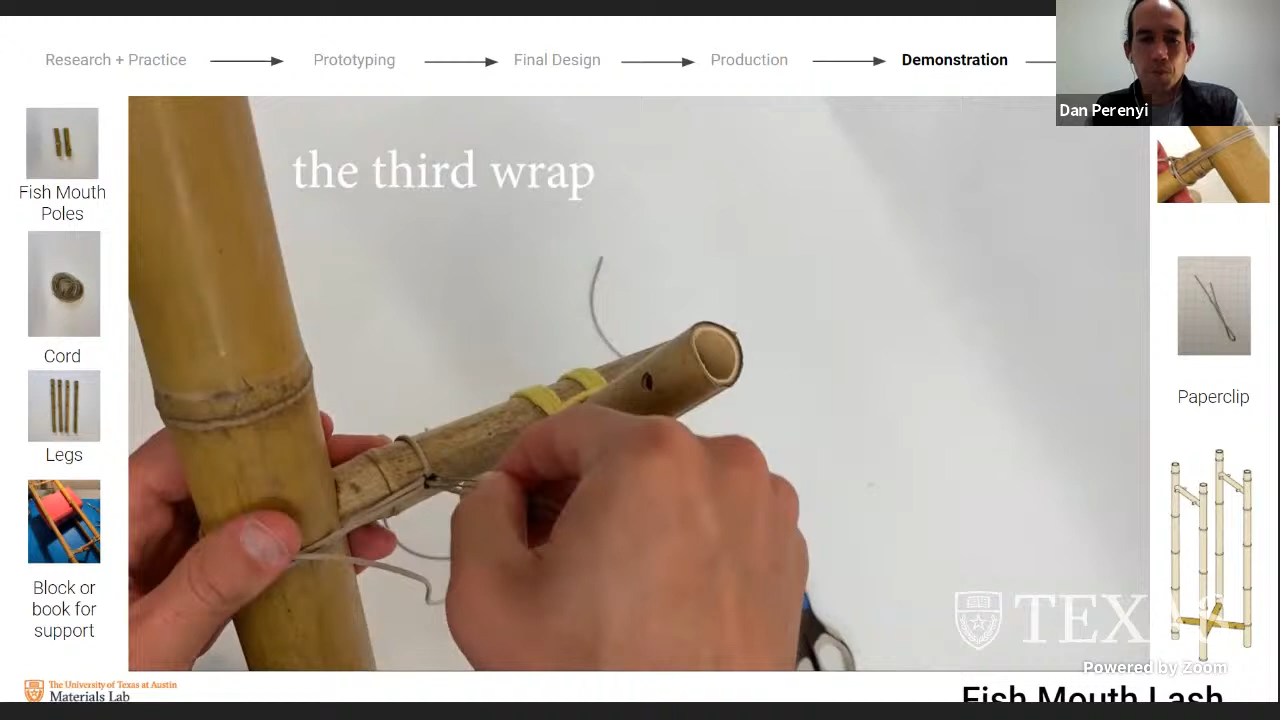 Research + Practice
Prototyping
Final Design
Production
Demonstration
Dan Perenyi
Fish Mouth
Poles
Cord
Legs
Block or
book for
support
the third wrap
Paperclip
TEXAS
Powered by Zoom
The University of Texas at Austin
Materials Lab
Fish Mouth Lash